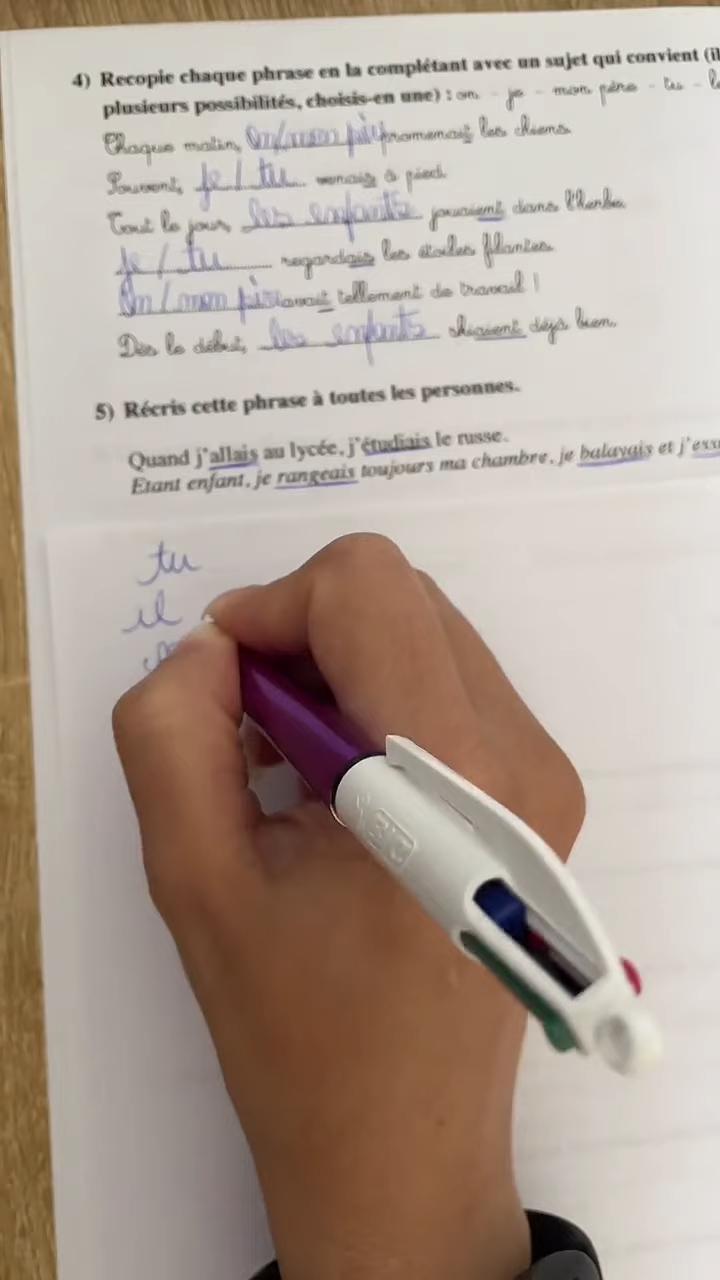 4) Recopie chaque phrase en la complétant avec un sujet qui convient (il
plusieurs possibilités, choisis-en une) : on - je - mon père - tu - le
Chaque matin, on/mon père promenait les chiens.
Souvent, je / tu venais à pied.
Tout le jour les enfants jouaient dans l'herbe.
je / tu regardais les étoiles filantes.
On / mon père avait tellement de travail !
Dès le début, les enfants skiaient déjà bien.
5) Récris cette phrase à toutes les personnes.
Quand j'allais au lycée, j'étudiais le russe.
Etant enfant, je rangeais toujours ma chambre, je balayais et j'essu
tu
il
BIC